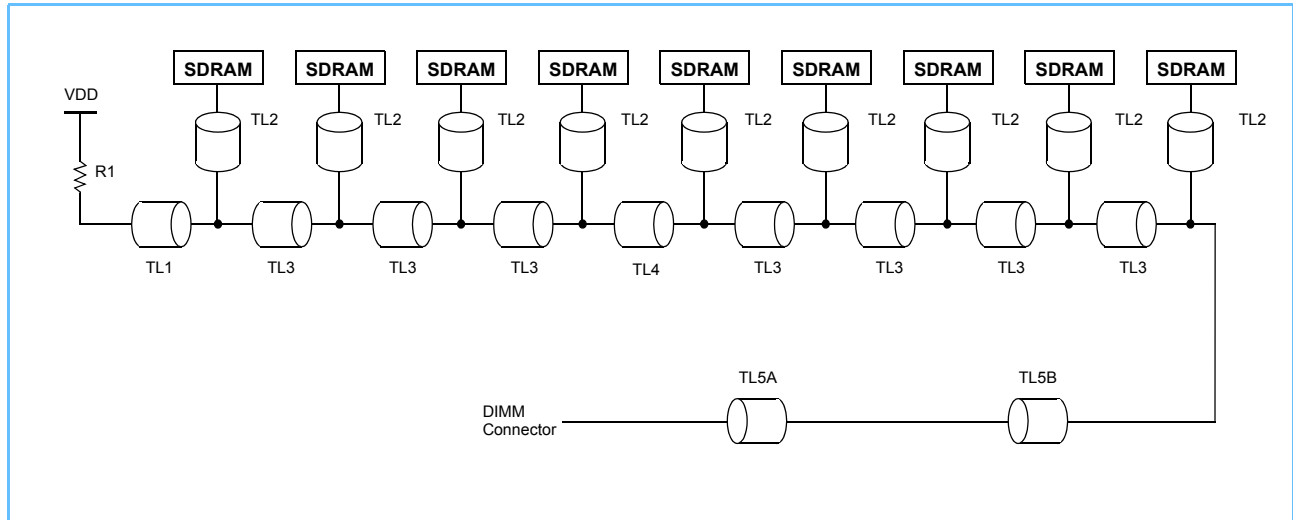 SDRAM SDRAM SDRAM SDRAM SDRAM SDRAM SDRAM SDRAM SDRAM
VDD
TL2 TL2 TL2 TL2 TL2 TL2 TL2 TL2 TL2
R1
TL1 TL3 TL3 TL3 TL4 TL3 TL3 TL3 TL3
TL5A TL5B
DIMM
Connector